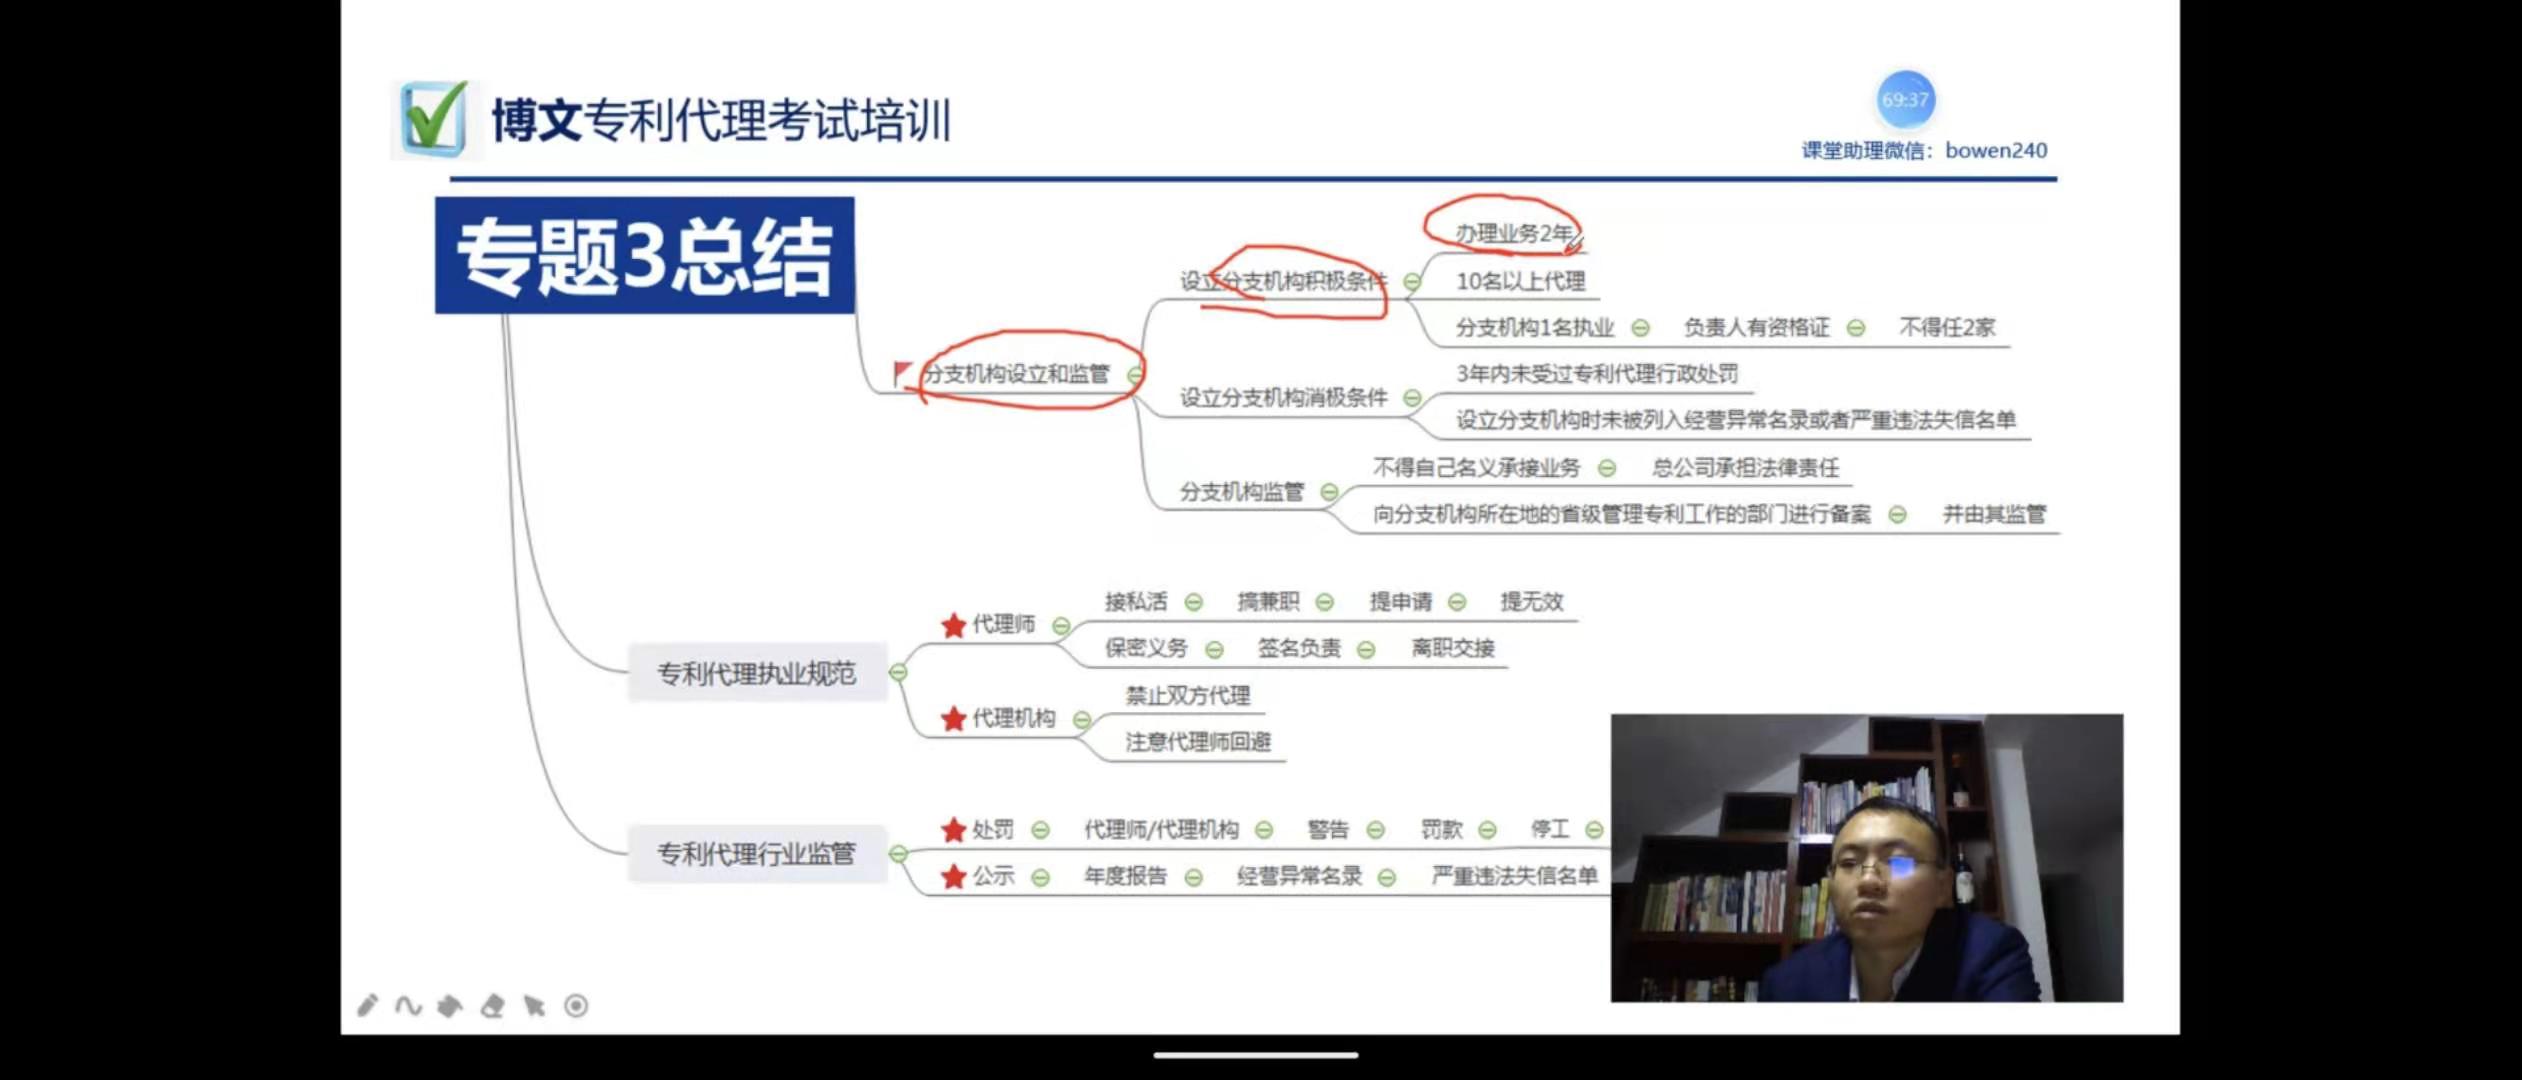 博文专利代理考试培训
69:37
课堂助理微信：bowen240
专题3总结
分支机构设立和监管
设立分支机构积极条件
办理业务2年
10名以上代理
分支机构1名执业 负责人有资格证 不得任2家
设立分支机构消极条件
3年内未受过专利代理行政处罚
设立分支机构时未被列入经营异常名录或者严重违法失信名单
分支机构监管
不得自己名义承接业务 总公司承担法律责任
向分支机构所在地的省级管理专利工作的部门进行备案 并由其监管
专利代理执业规范
代理师
接私活 搞兼职 提申请 提无效
保密义务 签名负责 离职交接
代理机构
禁止双方代理
注意代理师回避
专利代理行业监管
处罚 代理师/代理机构 警告 罚款 停工
公示 年度报告 经营异常名录 严重违法失信名单